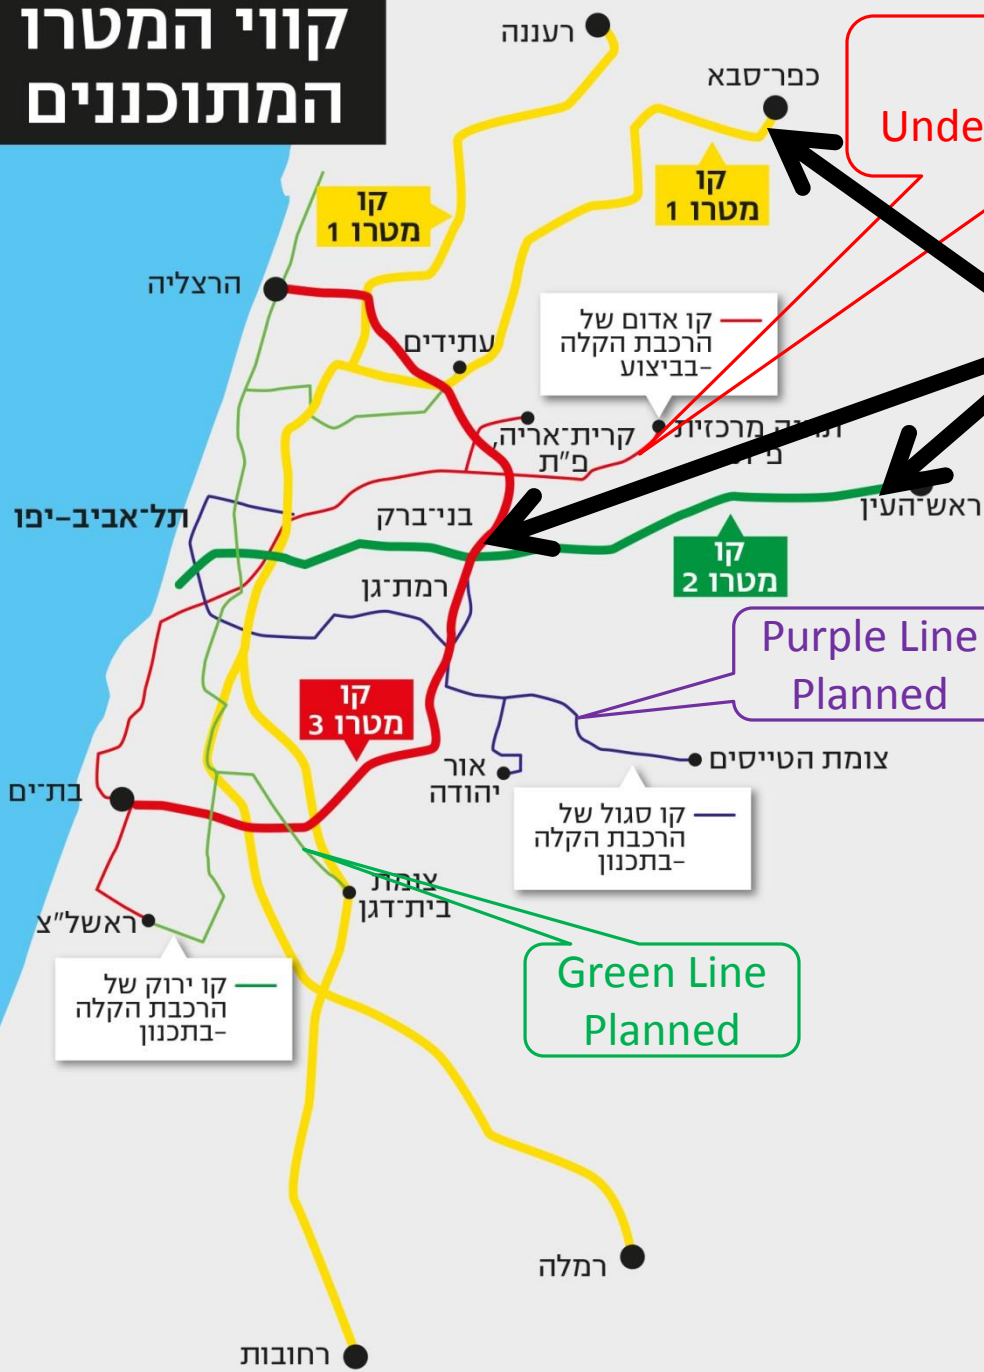 קווי המטרו
המתוכננים
רעננה
כפר־סבא
קו
מטרו 1
קו
מטרו 1
הרצליה
עתידים
קו אדום של
הרכבת הקלה
-בביצוע
קרית־אריה,
פ"ת
מרכזית
תל־אביב-יפו
בני־ברק
ראש־העין
קו
מטרו 2
רמת־גן
Purple Line
Planned
קו
מטרו 3
צומת הטייסים
אור
יהודה
בת־ים
קו סגול של
הרכבת הקלה
-בתכנון
צומת
בית־דגן
ראשל"צ
קו ירוק של
הרכבת הקלה
-בתכנון
Green Line
Planned
רמלה
רחובות